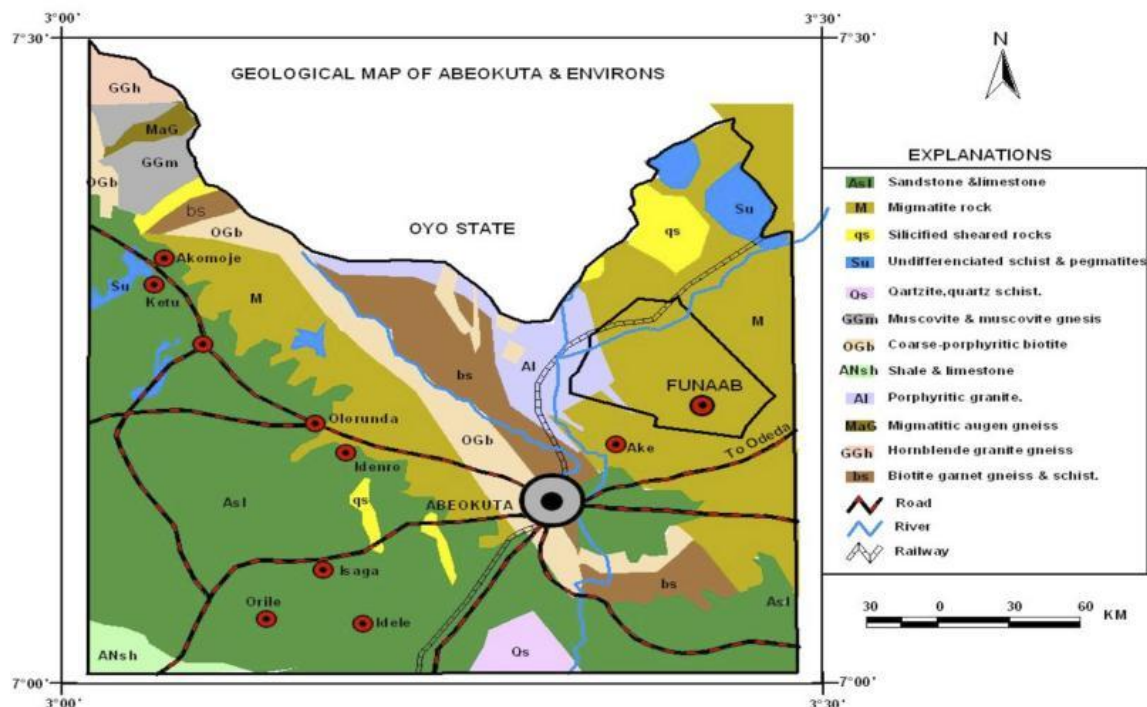 3°00'
3°30'
7°30'
7°30'
N
GEOLOGICAL MAP OF ABEOKUTA & ENVIRONS
GGh
MaG
GGm
OGb
bs
OGb
OYO STATE
Su
qs
Akomoje
Su
Ketu
M
M
Al
bs
FUNAAB
Olorunda
OGb
Ake
To Odeda
Idenro
qs
ABEOKUTA
Asl
Isaga
bs
Orile
Idele
Asl
ANsh
Qs
7°00'
7°00'
3°00'
3°30'
EXPLANATIONS
Asl Sandstone &limestone
M Migmatite rock
qs Silicified sheared rocks
Su Undifferenciated schist & pegmatites
Qs Qartzite,quartz schist.
GGm Muscovite & muscovite gnesis
OGb Coarse-porphyritic biotite
ANsh Shale & limestone
Al Porphyritic granite.
MaG Migmatitic augen gneiss
GGh Hornblende granite gneiss
bs Biotite garnet gneiss & schist.
Road
River
Railway
30 0 30 60 KM